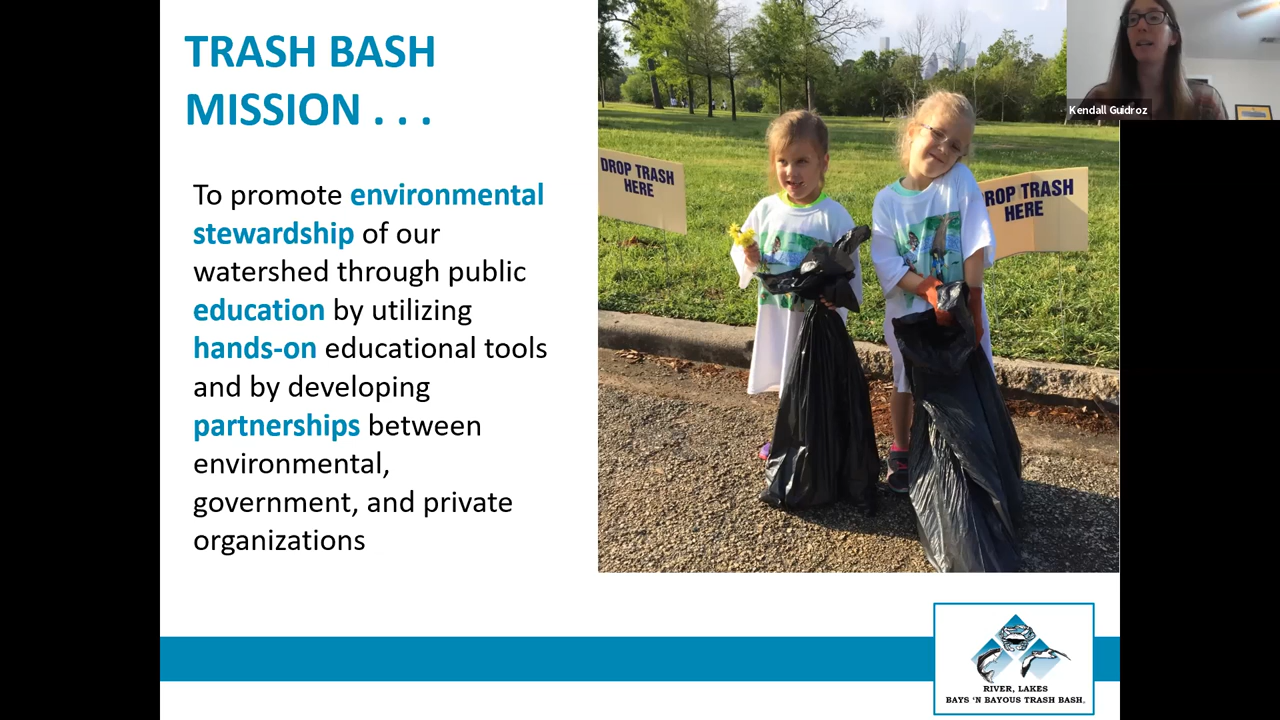 TRASH BASH
MISSION . . .
To promote environmental
stewardship of our
watershed through public
education by utilizing
hands-on educational tools
and by developing
partnerships between
environmental,
government, and private
organizations
DROP TRASH
HERE
ROP TRASH
HERE
Kendall Guidroz
RIVER, LAKES
BAYS 'N BAYOUS TRASH BASH®